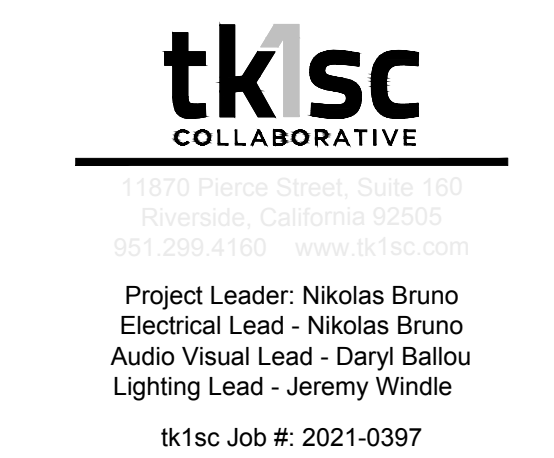 tk1sc
COLLABORATIVE
11870 Pierce Street, Suite 160
Riverside, California 92505
951.299.4160 www.tk1sc.com
Project Leader: Nikolas Bruno
Electrical Lead - Nikolas Bruno
Audio Visual Lead - Daryl Ballou
Lighting Lead - Jeremy Windle
tk1sc Job #: 2021-0397